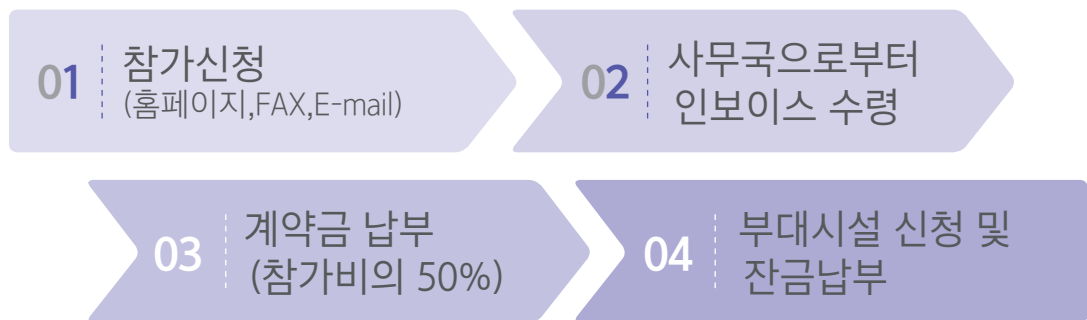 01
참가신청
(홈페이지,FAX,E-mail)
02
사무국으로부터
인보이스 수령
03
계약금 납부
(참가비의 50%)
04
부대시설 신청 및
잔금납부